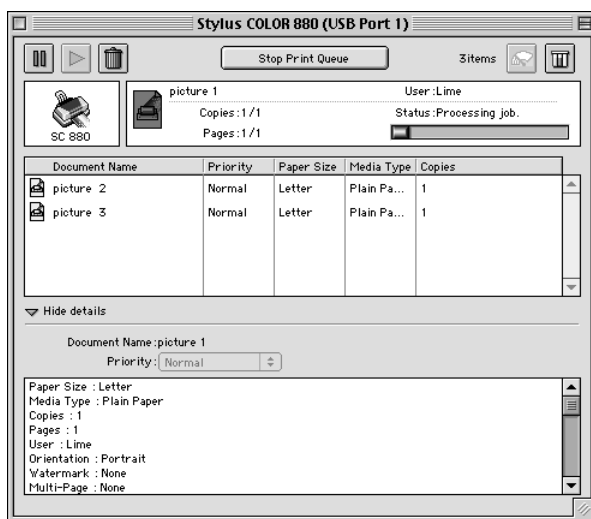 Stylus COLOR 880 (USB Port 1)
Stop Print Queue
3items
SC 880
picture 1
User :Lime
Copies :1/1
Status :Processing job.
Pages :1/1
Document Name Priority Paper Size Media Type Copies
picture 2 Normal Letter Plain Pa... 1
picture 3 Normal Letter Plain Pa... 1
Hide details
Document Name :picture 1
Priority : Normal
Paper Size : Letter
Media Type : Plain Paper
Copies : 1
Pages : 1
User : Lime
Orientation : Portrait
Watermark : None
Multi-Page : None